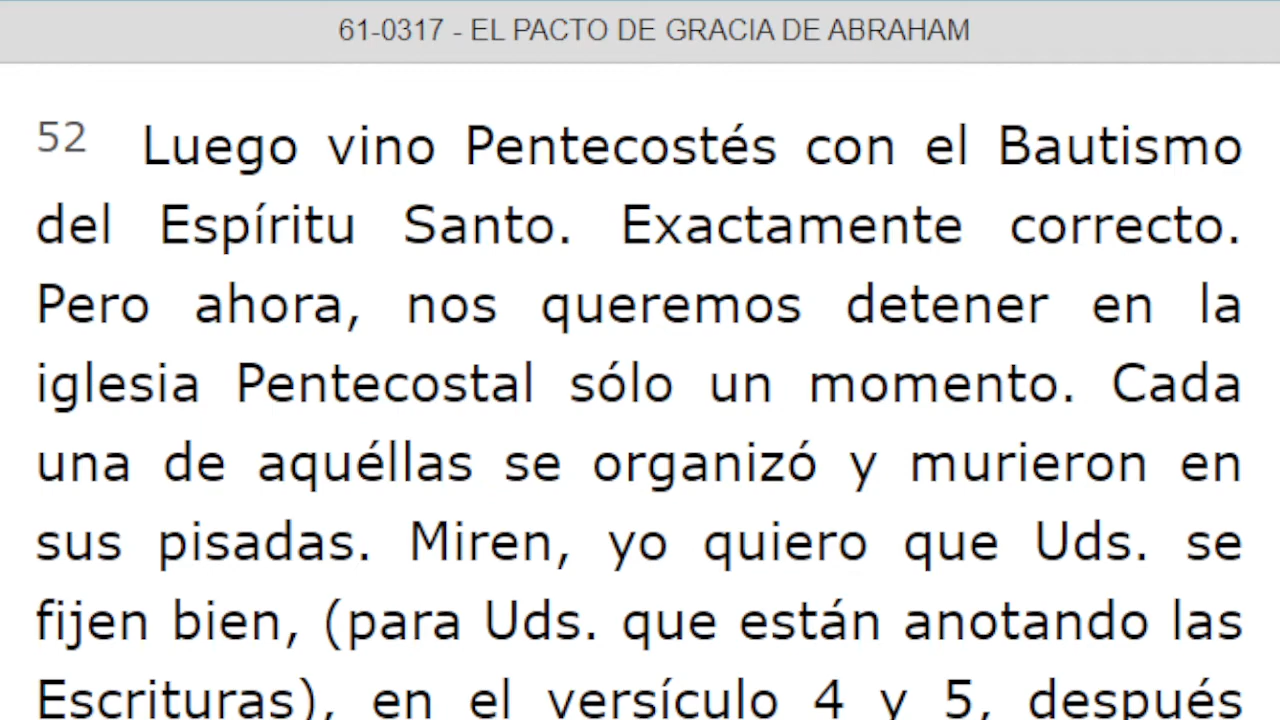 61-0317 - EL PACTO DE GRACIA DE ABRAHAM
52 Luego vino Pentecostés con el Bautismo
del Espíritu Santo. Exactamente correcto.
Pero ahora, nos queremos detener en la
iglesia Pentecostal sólo un momento. Cada
una de aquéllas se organizó y murieron en
sus pisadas. Miren, yo quiero que Uds. se
fijen bien, (para Uds. que están anotando las
Escrituras), en el versículo 4 y 5, después